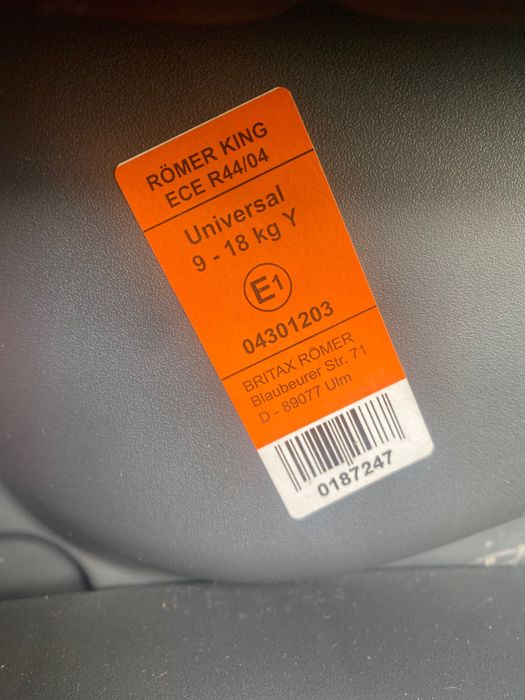 RÖMER KING
ECE R44/04
Universal
9 - 18 kg Y
E1
04301203
BRITAX RÖMER
Blaubeurer Str. 71
D - 89077 Ulm
0187247